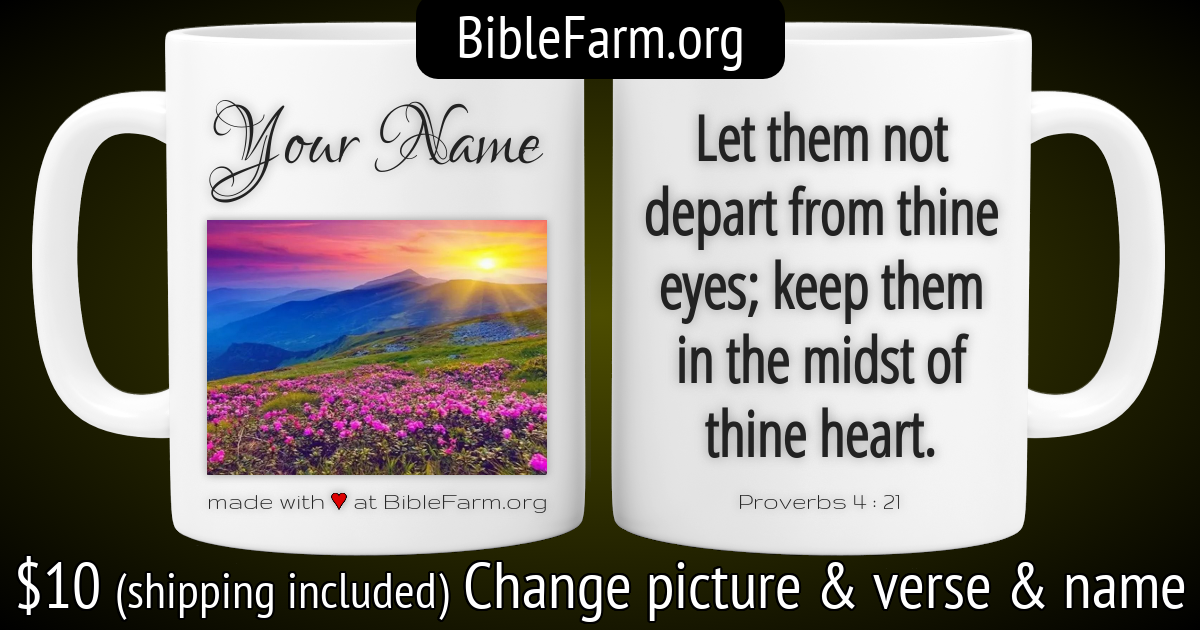 BibleFarm.org
Your Name
made with ♥ at BibleFarm.org
Let them not
depart from thine
eyes; keep them
in the midst of
thine heart.
Proverbs 4 : 21
$10 (shipping included) Change picture & verse & name